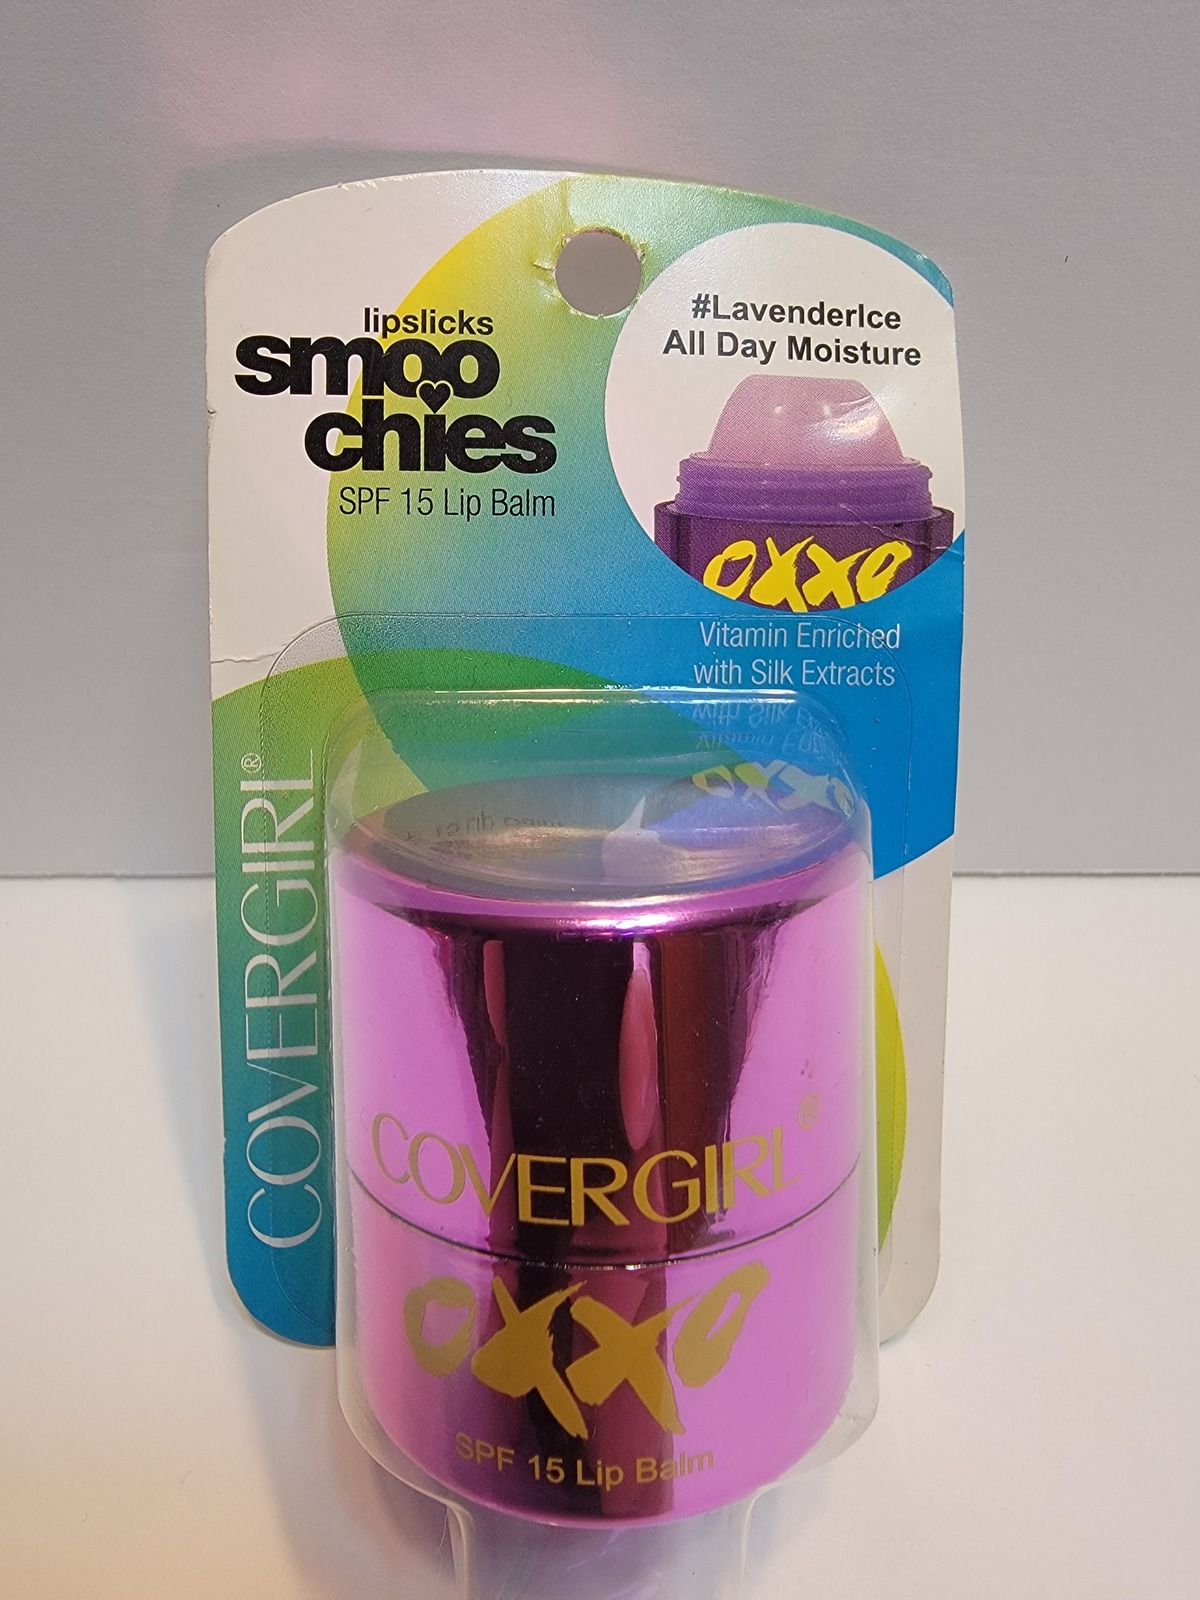 lipslicks
smoo
chies
SPF 15 Lip Balm
#LavenderIce
All Day Moisture
oxxo
Vitamin Enriched
with Silk Extracts
COVERGIRL®
COVERGIRL®
oxxo
SPF 15 Lip Balm